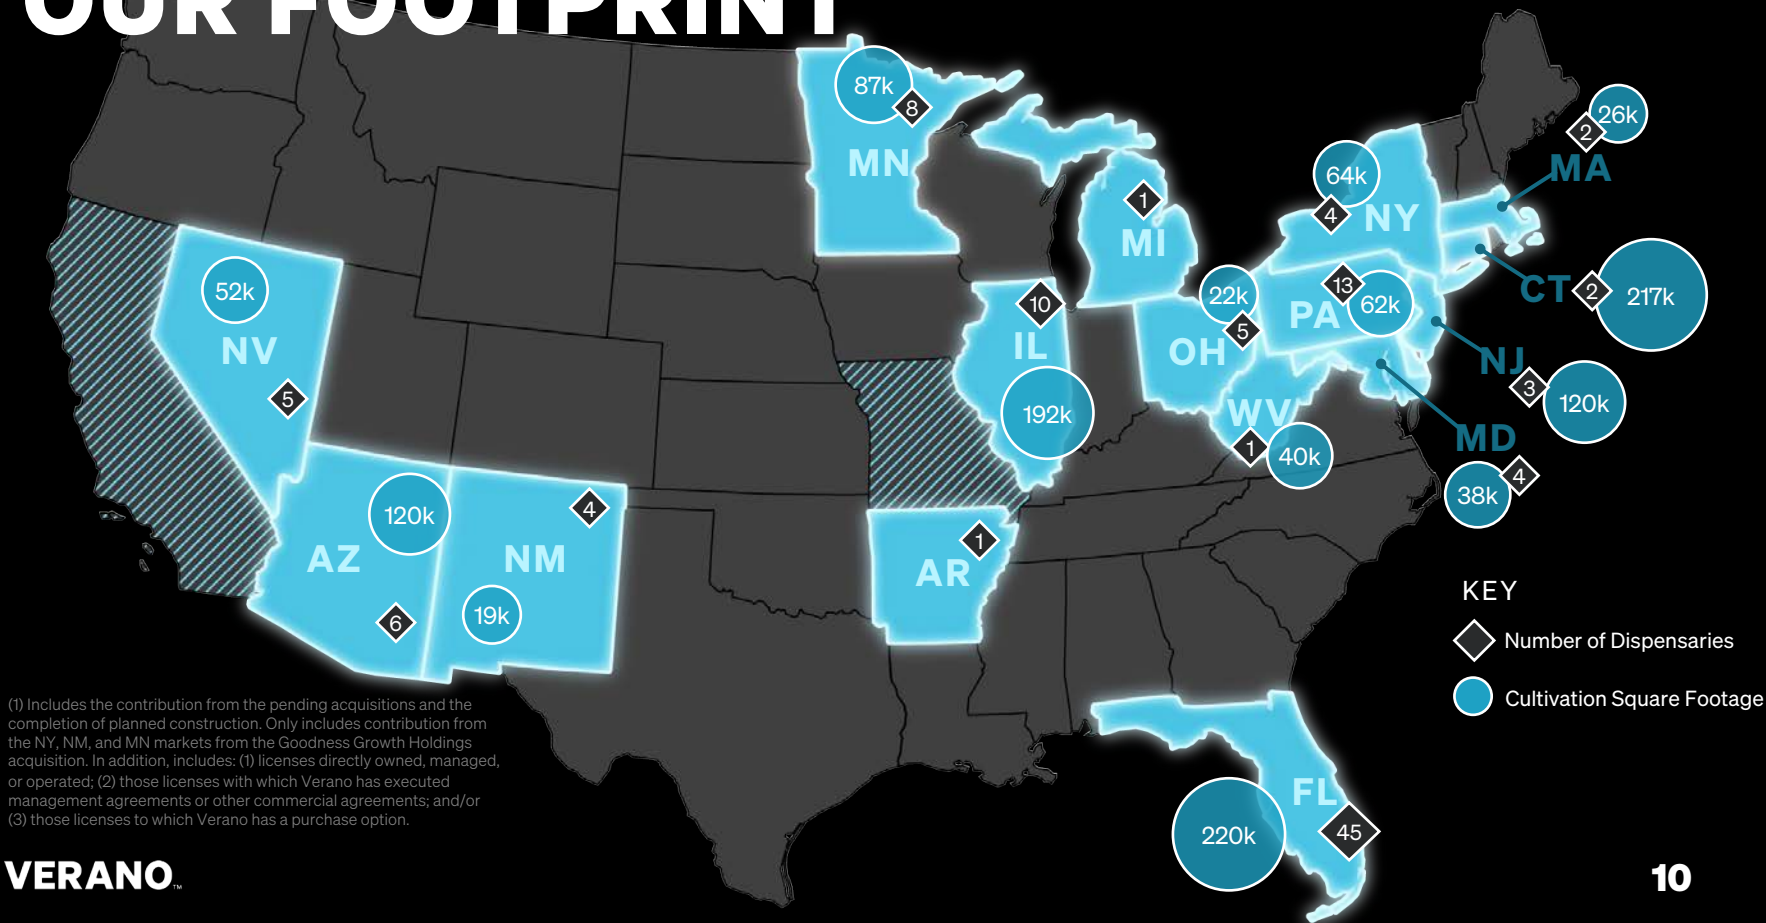 OUR FOOTPRINT
87k
8
MN
26k
2
MA
64k
4
NY
1
MI
CT
2
217k
52k
NV
5
10
IL
192k
22k
5
OH
13
PA
62k
NJ
3
120k
WV
1
40k
MD
4
38k
120k
AZ
6
4
NM
19k
1
AR
KEY
Number of Dispensaries
Cultivation Square Footage
FL
45
220k
(1) Includes the contribution from the pending acquisitions and the
completion of planned construction. Only includes contribution from
the NY, NM, and MN markets from the Goodness Growth Holdings
acquisition. In addition, includes: (1) licenses directly owned, managed,
or operated; (2) those licenses with which Verano has executed
management agreements or other commercial agreements; and/or
(3) those licenses to which Verano has a purchase option.
VERANO™
10